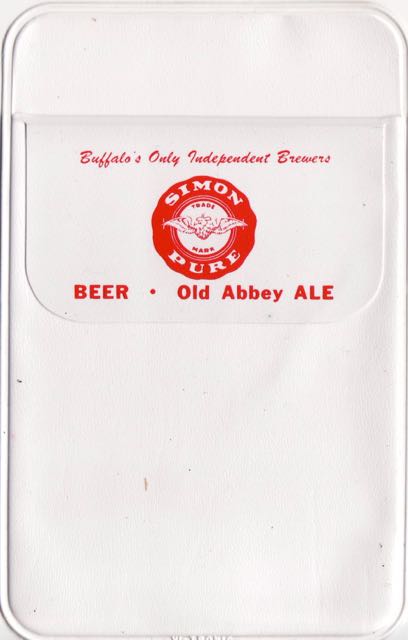 Buffalo's Only Independent Brewers
SIMON
TRADE
MARK
PURE
BEER • Old Abbey ALE